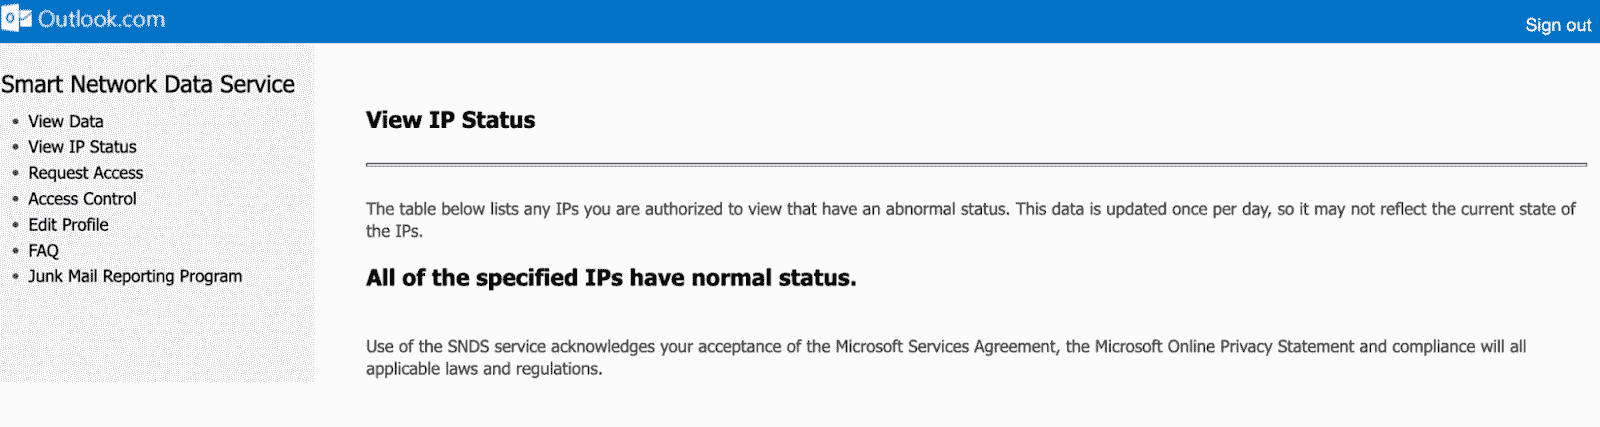 Outlook.com
Sign out
Smart Network Data Service
View Data
View IP Status
Request Access
Access Control
Edit Profile
FAQ
Junk Mail Reporting Program
View IP Status
The table below lists any IPs you are authorized to view that have an abnormal status. This data is updated once per day, so it may not reflect the current state of
the IPs.
All of the specified IPs have normal status.
Use of the SNDS service acknowledges your acceptance of the Microsoft Services Agreement, the Microsoft Online Privacy Statement and compliance will all
applicable laws and regulations.